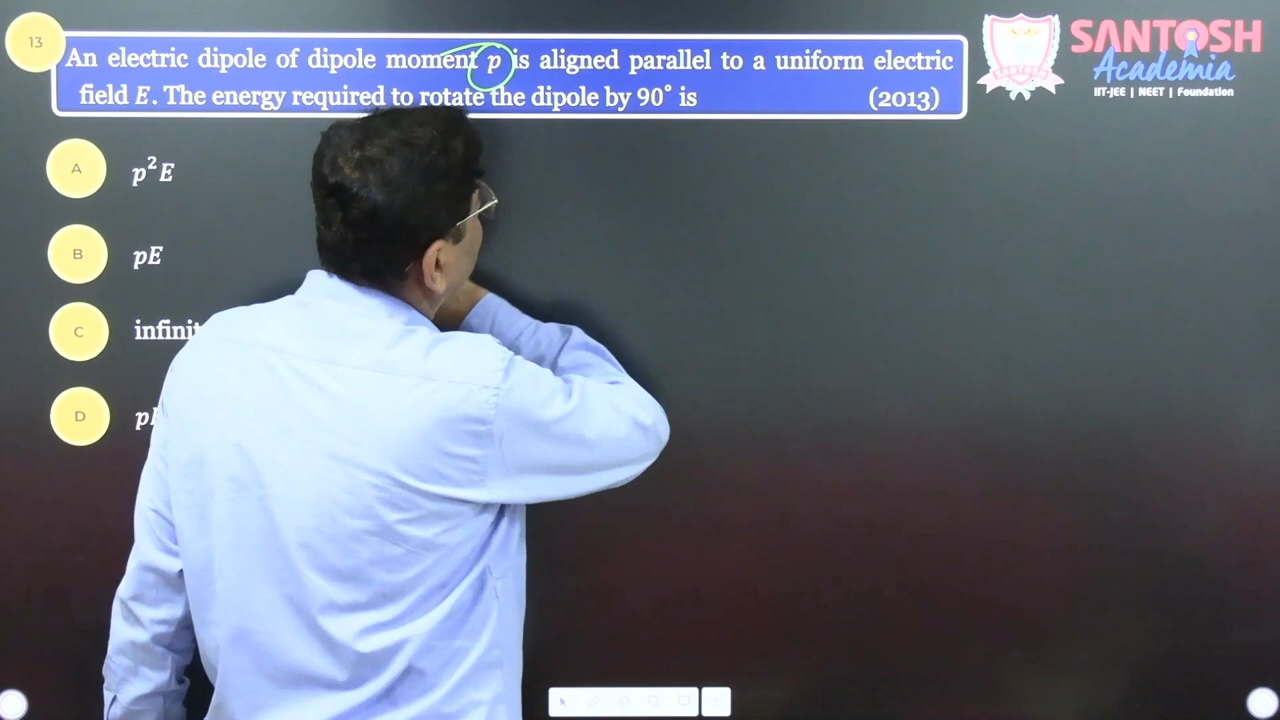 13
An electric dipole of dipole moment p is aligned parallel to a uniform electric
field E. The energy required to rotate the dipole by 90° is (2013)
A p²E
B pE
C
D
SANTOSH
Academia
IIT-JEE | NEET | Foundation
SANTOSH